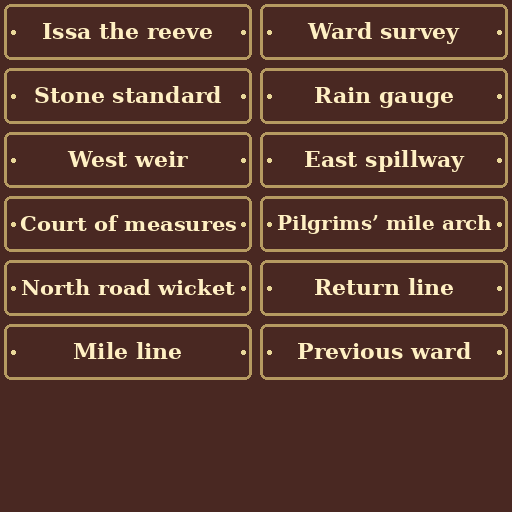 Issa the reeve
Ward survey
Stone standard
Rain gauge
West weir
East spillway
Court of measures
Pilgrims’ mile arch
North road wicket
Return line
Mile line
Previous ward